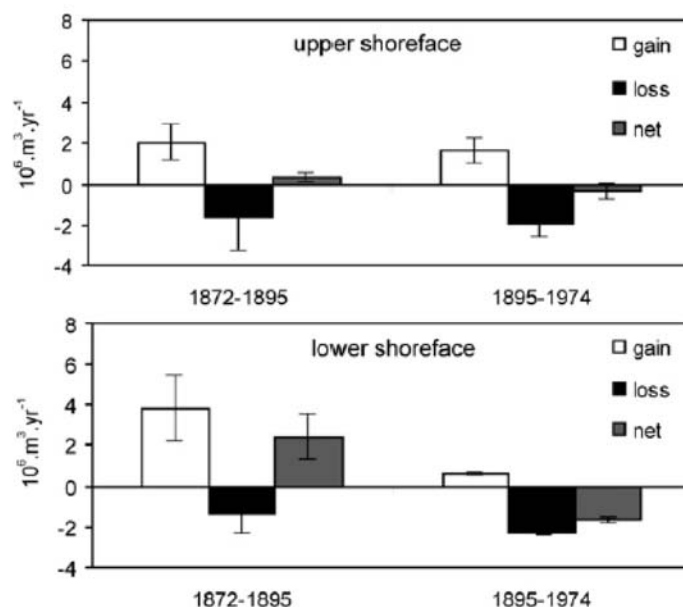 8
upper shoreface
gain
6
loss
4
net
2
0
-2
-4
10⁶.m³.yr⁻¹
1872-1895 1895-1974
8
lower shoreface
gain
6
loss
4
net
2
0
-2
-4
10⁶.m³.yr⁻¹
1872-1895 1895-1974